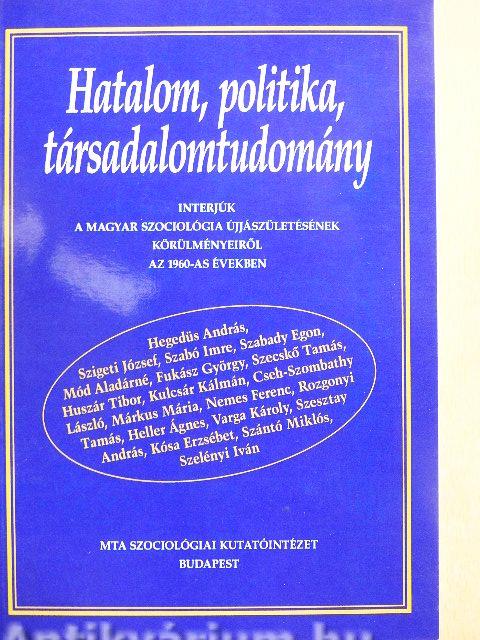 Hatalom, politika,
társadalomtudomány
INTERJÚK
A MAGYAR SZOCIOLÓGIA ÚJJÁSZÜLETÉSÉNEK
KÖRÜLMÉNYEIRŐL
AZ 1960-AS ÉVEKBEN
Hegedüs András,
Szigeti József, Szabó Imre, Szabady Egon,
Mód Aladárné, Fukász György, Szecskő Tamás,
Huszár Tibor, Kulcsár Kálmán, Cseh-Szombathy
László, Márkus Mária, Nemes Ferenc, Rozgonyi
Tamás, Heller Ágnes, Varga Károly, Szesztay
András, Kósa Erzsébet, Szántó Miklós,
Szelényi Iván
MTA SZOCIOLÓGIAI KUTATÓINTÉZET
BUDAPEST
Antikvárium.hu